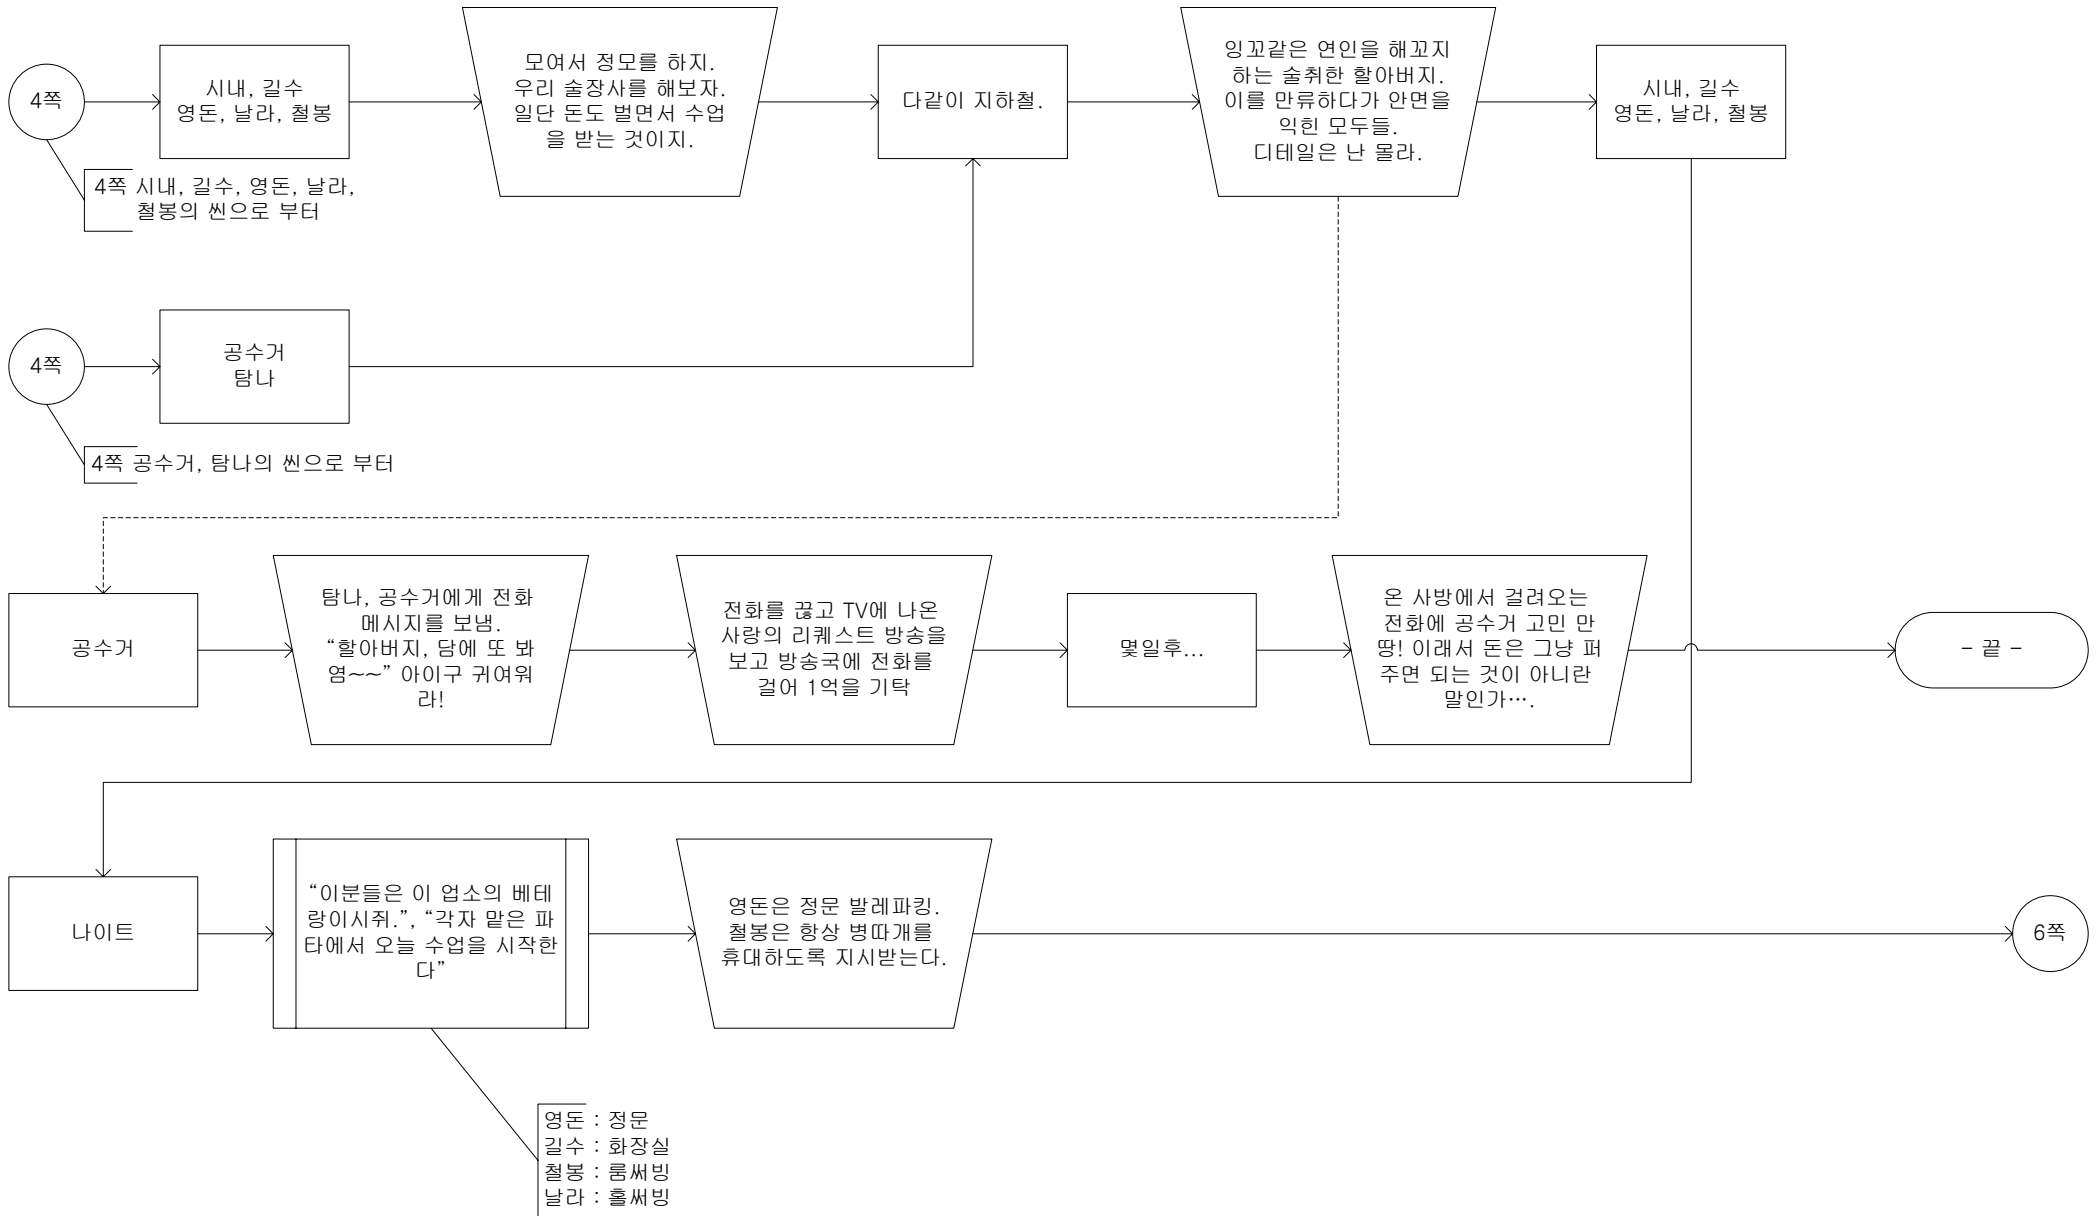 4쪽
시내, 길수
영돈, 날라, 철봉
모여서 정모를 하지.
우리 술장사를 해보자.
일단 돈도 벌면서 수업
을 받는 것이지.
다같이 지하철.
잉꼬같은 연인을 해꼬지
하는 술취한 할아버지.
이를 만류하다가 안면을
익힌 모두들.
디테일은 난 몰라.
시내, 길수
영돈, 날라, 철봉
4쪽 시내, 길수, 영돈, 날라,
철봉의 씬으로 부터
4쪽
공수거
탐나
4쪽 공수거, 탐나의 씬으로 부터
공수거
탐나, 공수거에게 전화
메시지를 보냄.
“할아버지, 담에 또 봐
염~~” 아이구 귀여워
라!
전화를 끊고 TV에 나온
사랑의 리퀘스트 방송을
보고 방송국에 전화를
걸어 1억을 기탁
몇일후...
온 사방에서 걸려오는
전화에 공수거 고민 만
땅! 이래서 돈은 그냥 퍼
주면 되는 것이 아니란
말인가….
- 끝 -
나이트
“이분들은 이 업소의 베테
랑이시쥐.”, “각자 맡은 파
타에서 오늘 수업을 시작한
다”
영돈은 정문 발레파킹.
철봉은 항상 병따개를
휴대하도록 지시받는다.
6쪽
영돈 : 정문
길수 : 화장실
철봉 : 룸써빙
날라 : 홀써빙